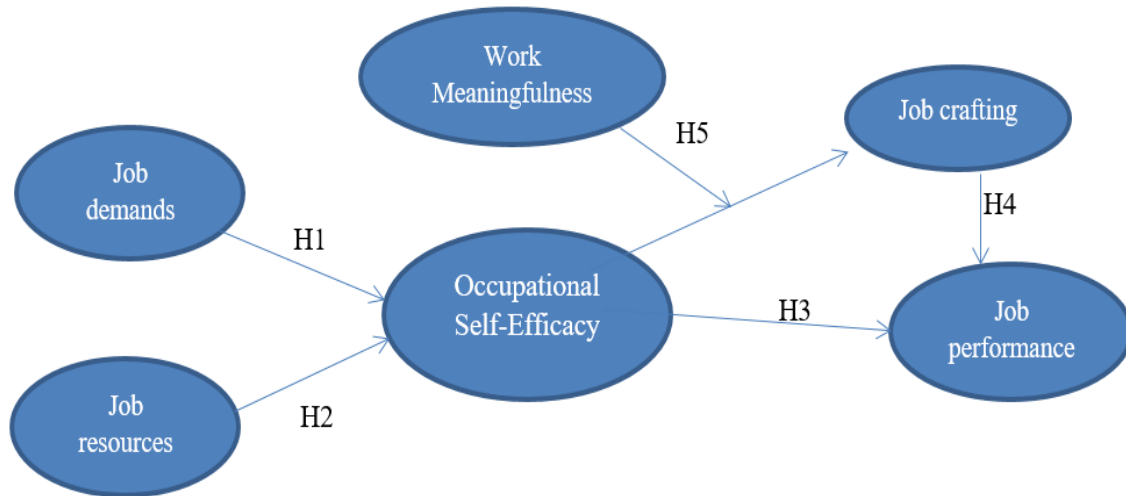 Work
Meaningfulness
Job crafting
H5
Job
demands
H4
H1
Occupational
Self-Efficacy
H3
Job
performance
Job
resources
H2